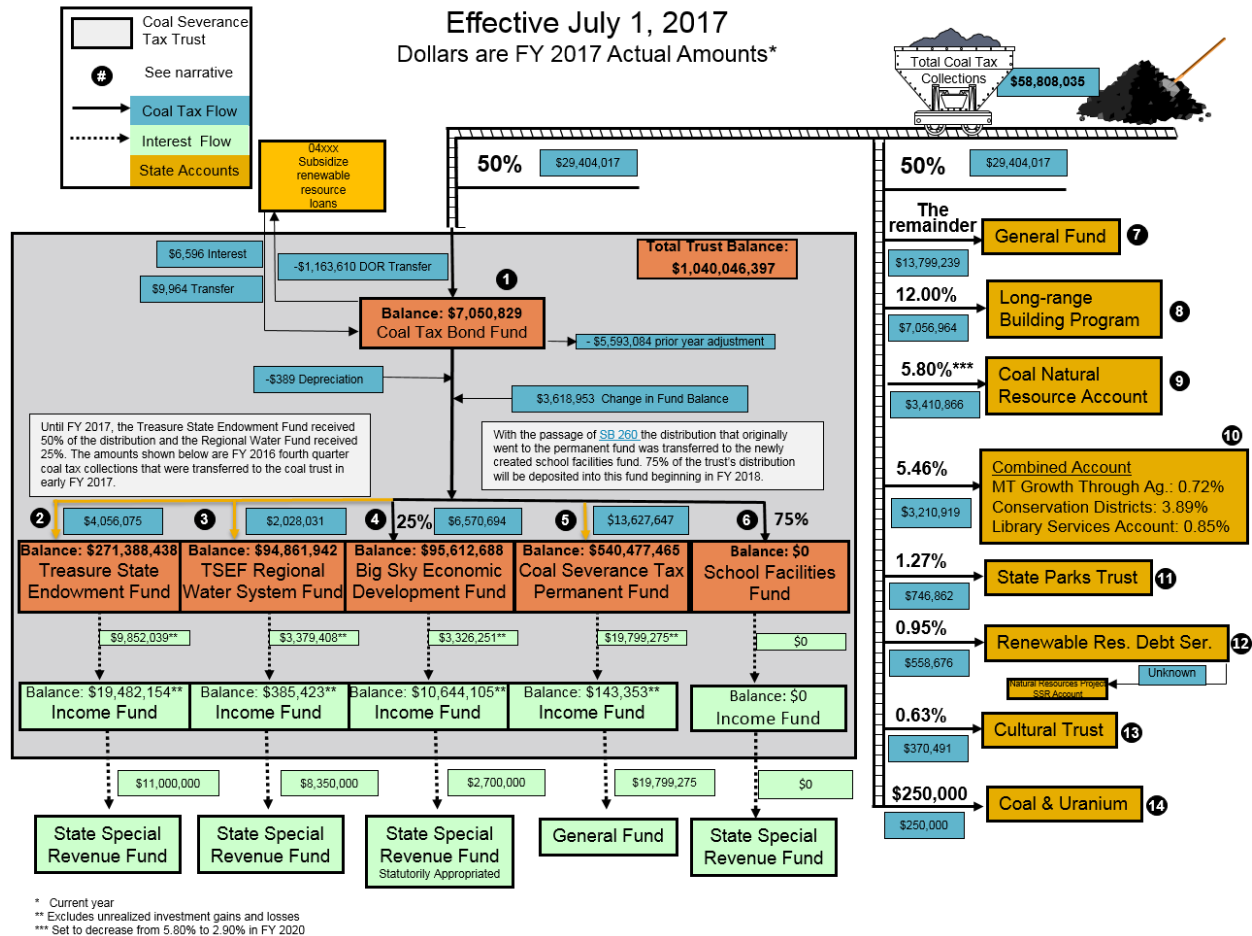 Effective July 1, 2017
Dollars are FY 2017 Actual Amounts*
Coal Severance
Tax Trust
#
See narrative
Coal Tax Flow
Interest Flow
State Accounts
Total Coal Tax
Collections
$58,808,035
04xxx
Subsidize
renewable
resource
loans
50%
$29,404,017
50%
$29,404,017
$6,596 Interest
-$1,163,610 DOR Transfer
$9,964 Transfer
Total Trust Balance:
$1,040,046,397
1
Balance: $7,050,829
Coal Tax Bond Fund
- $5,593,084 prior year adjustment
-$389 Depreciation
$3,618,953 Change in Fund Balance
Until FY 2017, the Treasure State Endowment Fund received
50% of the distribution and the Regional Water Fund received
25%. The amounts shown below are FY 2016 fourth quarter
coal tax collections that were transferred to the coal trust in
early FY 2017.
With the passage of SB 260 the distribution that originally
went to the permanent fund was transferred to the newly
created school facilities fund. 75% of the trust's distribution
will be deposited into this fund beginning in FY 2018.
2
$4,056,075
3
$2,028,031
4
25%
$6,570,694
5
$13,627,647
6
75%
Balance: $271,388,438
Treasure State
Endowment Fund
Balance: $94,861,942
TSEF Regional
Water System Fund
Balance: $95,612,688
Big Sky Economic
Development Fund
Balance: $540,477,465
Coal Severance Tax
Permanent Fund
Balance: $0
School Facilities
Fund
$9,852,039**
$3,379,408**
$3,326,251**
$19,799,275**
$0
Balance: $19,482,154**
Income Fund
Balance: $385,423**
Income Fund
Balance: $10,644,105**
Income Fund
Balance: $143,353**
Income Fund
Balance: $0
Income Fund
$11,000,000
$8,350,000
$2,700,000
$19,799,275
$0
State Special
Revenue Fund
State Special
Revenue Fund
State Special
Revenue Fund
Statutorily Appropriated
General Fund
State Special
Revenue Fund
The
remainder
$13,799,239
General Fund
7
12.00%
$7,056,964
Long-range
Building Program
8
5.80%***
$3,410,866
Coal Natural
Resource Account
9
10
5.46%
$3,210,919
Combined Account
MT Growth Through Ag.: 0.72%
Conservation Districts: 3.89%
Library Services Account: 0.85%
1.27%
$746,862
State Parks Trust
11
0.95%
$558,676
Renewable Res. Debt Ser.
12
Unknown
Natural Resources Project
SSR Account
0.63%
$370,491
Cultural Trust
13
$250,000
$250,000
Coal & Uranium
14
* Current year
** Excludes unrealized investment gains and losses
*** Set to decrease from 5.80% to 2.90% in FY 2020